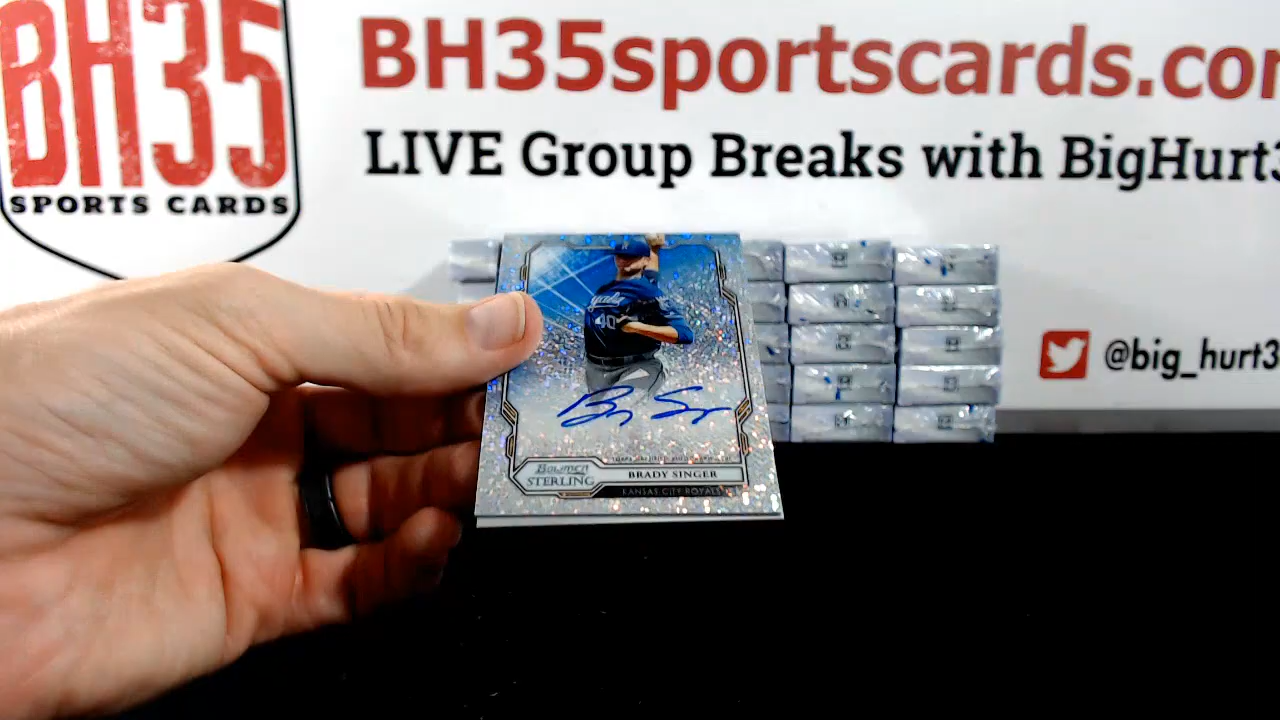 BH35
SPORTS CARDS
BH35sportscards.co
LIVE Group Breaks with BigHurt3
@big_hurt3
40
Bowman
STERLING
BRADY SINGER
KANSAS CITY ROYALS